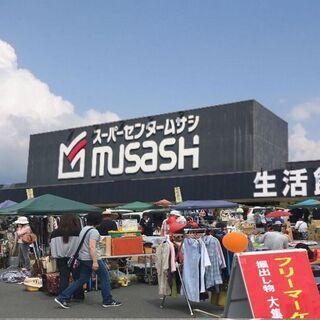 スーパーセンタームサシ
musashi
生活館
フリーマーケ
掘出し物 大集